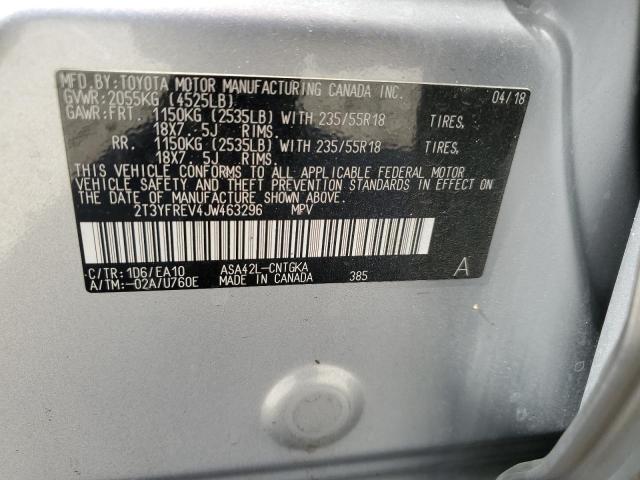 MFD.BY:TOYOTA MOTOR MANUFACTURING CANADA INC. 04/18
GVWR:2055KG (4525LB)
GAWR:FRT. 1150KG (2535LB) WITH 235/55R18 TIRES,
18X7. 5J RIMS.
RR. 1150KG (2535LB) WITH 235/55R18 TIRES,
18X7. 5J RIMS.
THIS VEHICLE CONFORMS TO ALL APPLICABLE FEDERAL MOTOR
VEHICLE SAFETY AND THEFT PREVENTION STANDARDS IN EFFECT
ON THE DATE OF MANUFACTURE SHOWN ABOVE.
2T3YFREV4JW463296 MPV
C/TR:1D6/EA10 ASA42L-CNTGKA 385 A
A/TM:-02A/U760E MADE IN CANADA